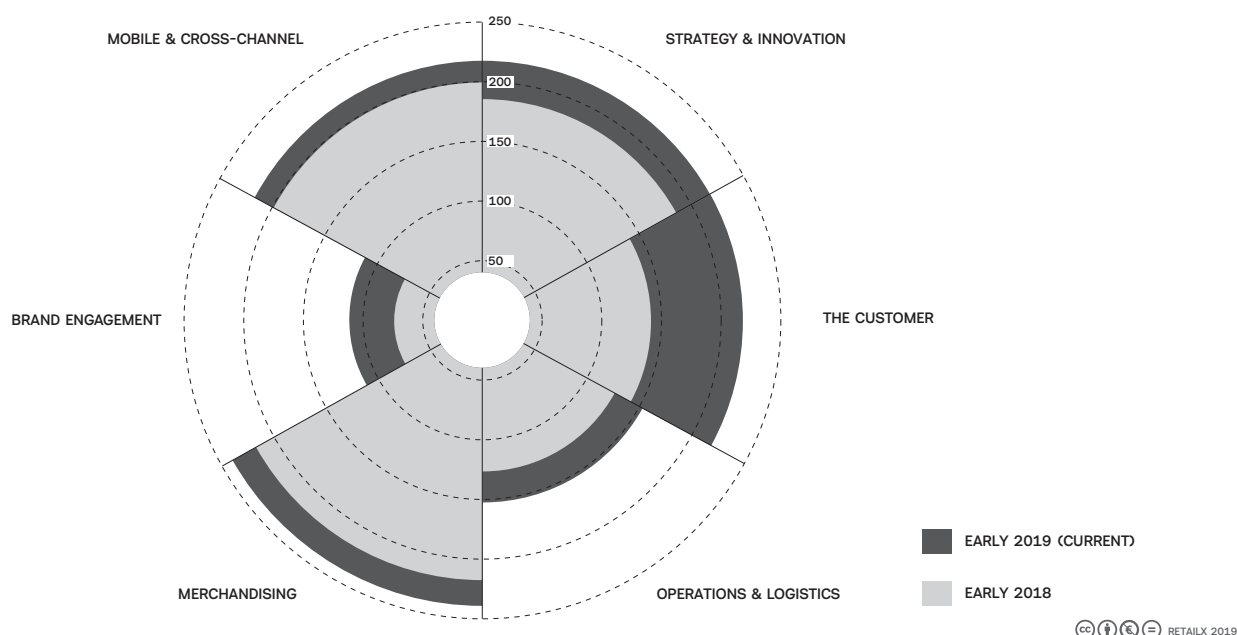 250
MOBILE & CROSS-CHANNEL
STRATEGY & INNOVATION
200
150
100
50
BRAND ENGAGEMENT
THE CUSTOMER
EARLY 2019 (CURRENT)
MERCHANDISING
OPERATIONS & LOGISTICS
EARLY 2018
cc RETAILX 2019